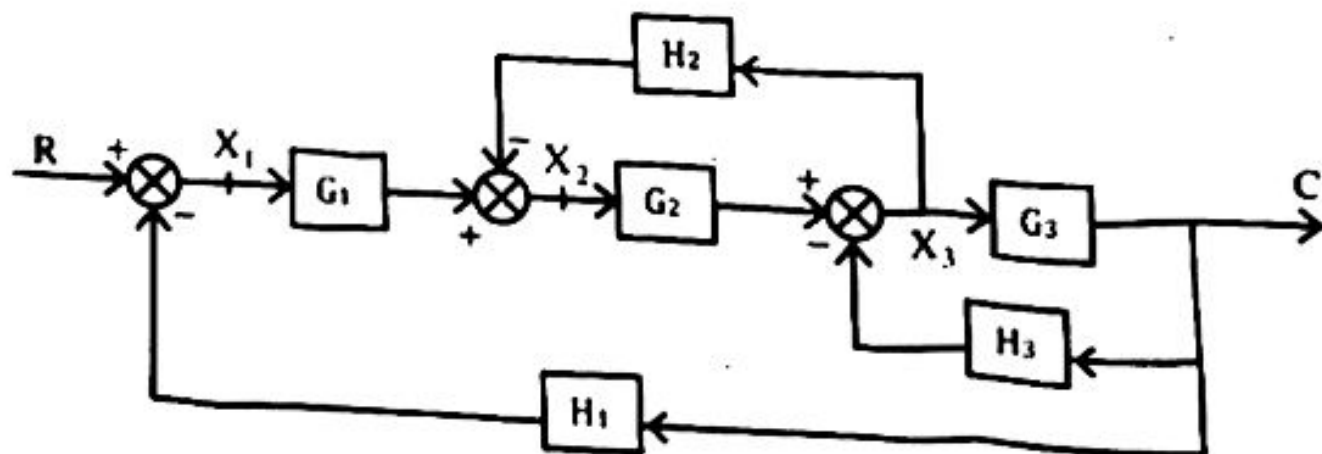 H2
R + X1 G1 + − X2 G2 + − X3 G3 C
−
H3
H1